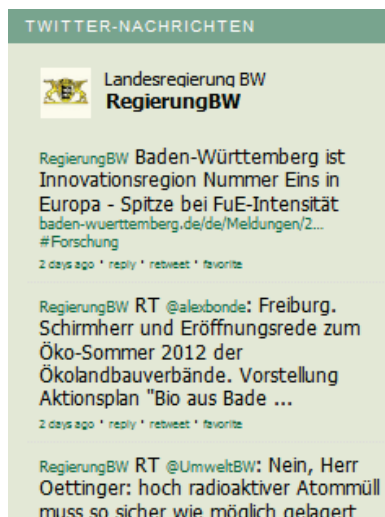 TWITTER-NACHRICHTEN
Landesregierung BW
RegierungBW
RegierungBW Baden-Württemberg ist
Innovationsregion Nummer Eins in
Europa - Spitze bei FuE-Intensität
baden-wuerttemberg.de/de/Meldungen/2...
#Forschung
2 days ago · reply · retweet · favorite
RegierungBW RT @alexbonde: Freiburg.
Schirmherr und Eröffnungsrede zum
Öko-Sommer 2012 der
Ökolandbauverbände. Vorstellung
Aktionsplan "Bio aus Bade ...
2 days ago · reply · retweet · favorite
RegierungBW RT @UmweltBW: Nein, Herr
Oettinger: hoch radioaktiver Atommüll
muss so sicher wie möglich gelagert